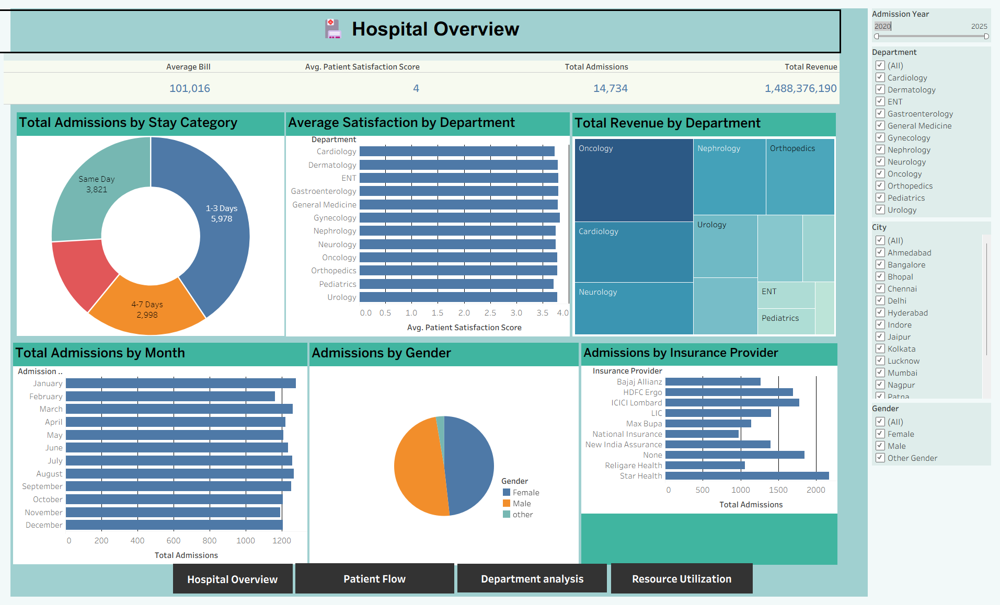 Hospital Overview
Average Bill
Avg. Patient Satisfaction Score
Total Admissions
Total Revenue
101,016
4
14,734
1,488,376,190
Total Admissions by Stay Category
Same Day
3,821
1-3 Days
5,978
4-7 Days
2,998
Average Satisfaction by Department
Department
Cardiology
Dermatology
ENT
Gastroenterology
General Medicine
Gynecology
Nephrology
Neurology
Oncology
Orthopedics
Pediatrics
Urology
0.0 0.5 1.0 1.5 2.0 2.5 3.0 3.5 4.0
Avg. Patient Satisfaction Score
Total Revenue by Department
Oncology
Nephrology
Orthopedics
Cardiology
Urology
Neurology
ENT
Pediatrics
Total Admissions by Month
Admission ..
January
February
March
April
May
June
July
August
September
October
November
December
0 200 400 600 800 1000 1200
Total Admissions
Admissions by Gender
Gender
Female
Male
other
Admissions by Insurance Provider
Insurance Provider
Bajaj Allianz
HDFC Ergo
ICICI Lombard
LIC
Max Bupa
National Insurance
New India Assurance
None
Religare Health
Star Health
0 500 1000 1500 2000
Total Admissions
Hospital Overview
Patient Flow
Department analysis
Resource Utilization
Admission Year
2020 2025
Department
(All)
Cardiology
Dermatology
ENT
Gastroenterology
General Medicine
Gynecology
Nephrology
Neurology
Oncology
Orthopedics
Pediatrics
Urology
City
(All)
Ahmedabad
Bangalore
Bhopal
Chennai
Delhi
Hyderabad
Indore
Jaipur
Kolkata
Lucknow
Mumbai
Nagpur
Patna
Gender
(All)
Female
Male
Other Gender